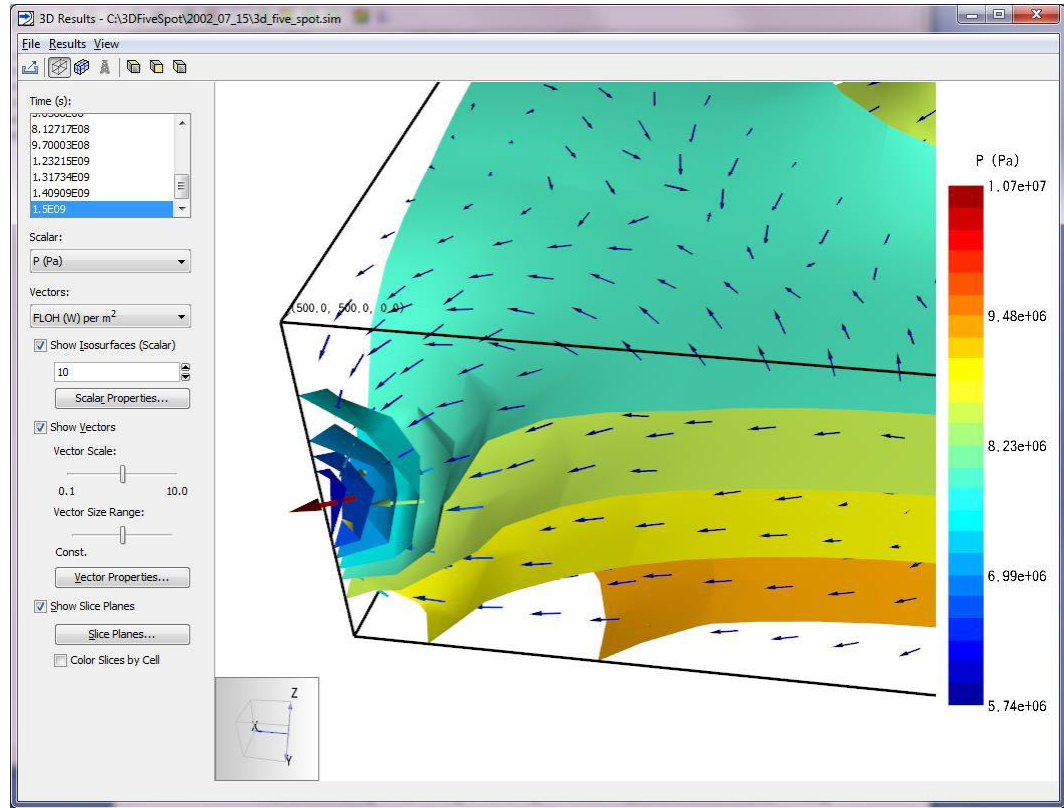 3D Results - C:\3DFiveSpot\2002_07_15\3d_five_spot.sim
File Results View
Time (s):
8.12717E08
9.70003E08
1.23215E09
1.31734E09
1.40909E09
1.5E09
Scalar:
P (Pa)
Vectors:
FLOH (W) per m²
Show Isosurfaces (Scalar)
10
Scalar Properties...
Show Vectors
Vector Scale:
0.1 10.0
Vector Size Range:
Const.
Vector Properties...
Show Slice Planes
Slice Planes...
Color Slices by Cell
(500.0, 500.0, 0.0)
P (Pa)
1.07e+07
9.48e+06
8.23e+06
6.99e+06
5.74e+06
Z
X
Y